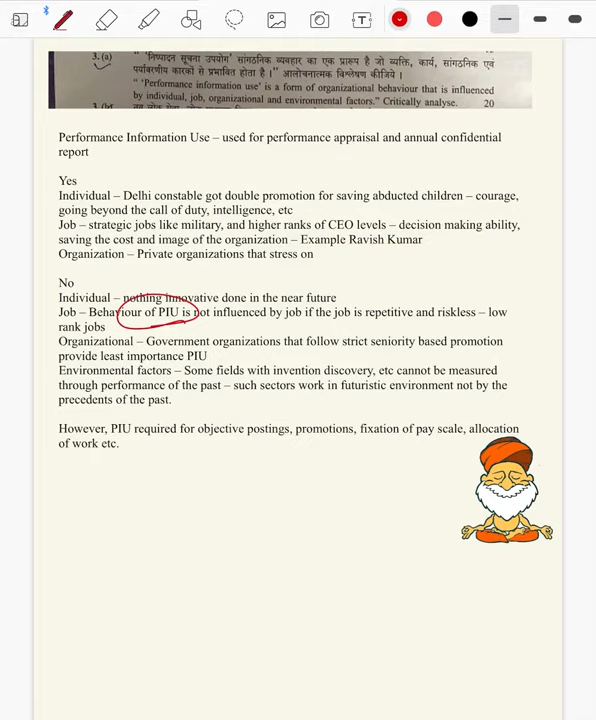 3. (a) " 'निष्पादन सूचना उपयोग' सांगठनिक व्यवहार का एक प्रारूप है जो व्यक्ति, कार्य, सांगठनिक एवं
पर्यावरणीय कारकों से प्रभावित होता है ।" आलोचनात्मक विश्लेषण कीजिये ।
" 'Performance information use' is a form of organizational behaviour that is influenced
by individual, job, organizational and environmental factors." Critically analyse. 20
Performance Information Use – used for performance appraisal and annual confidential
report
Yes
Individual – Delhi constable got double promotion for saving abducted children – courage,
going beyond the call of duty, intelligence, etc
Job – strategic jobs like military, and higher ranks of CEO levels – decision making ability,
saving the cost and image of the organization – Example Ravish Kumar
Organization – Private organizations that stress on
No
Individual – nothing innovative done in the near future
Job – Behaviour of PIU is not influenced by job if the job is repetitive and riskless – low
rank jobs
Organizational – Government organizations that follow strict seniority based promotion
provide least importance PIU
Environmental factors – Some fields with invention discovery, etc cannot be measured
through performance of the past – such sectors work in futuristic environment not by the
precedents of the past.
However, PIU required for objective postings, promotions, fixation of pay scale, allocation
of work etc.